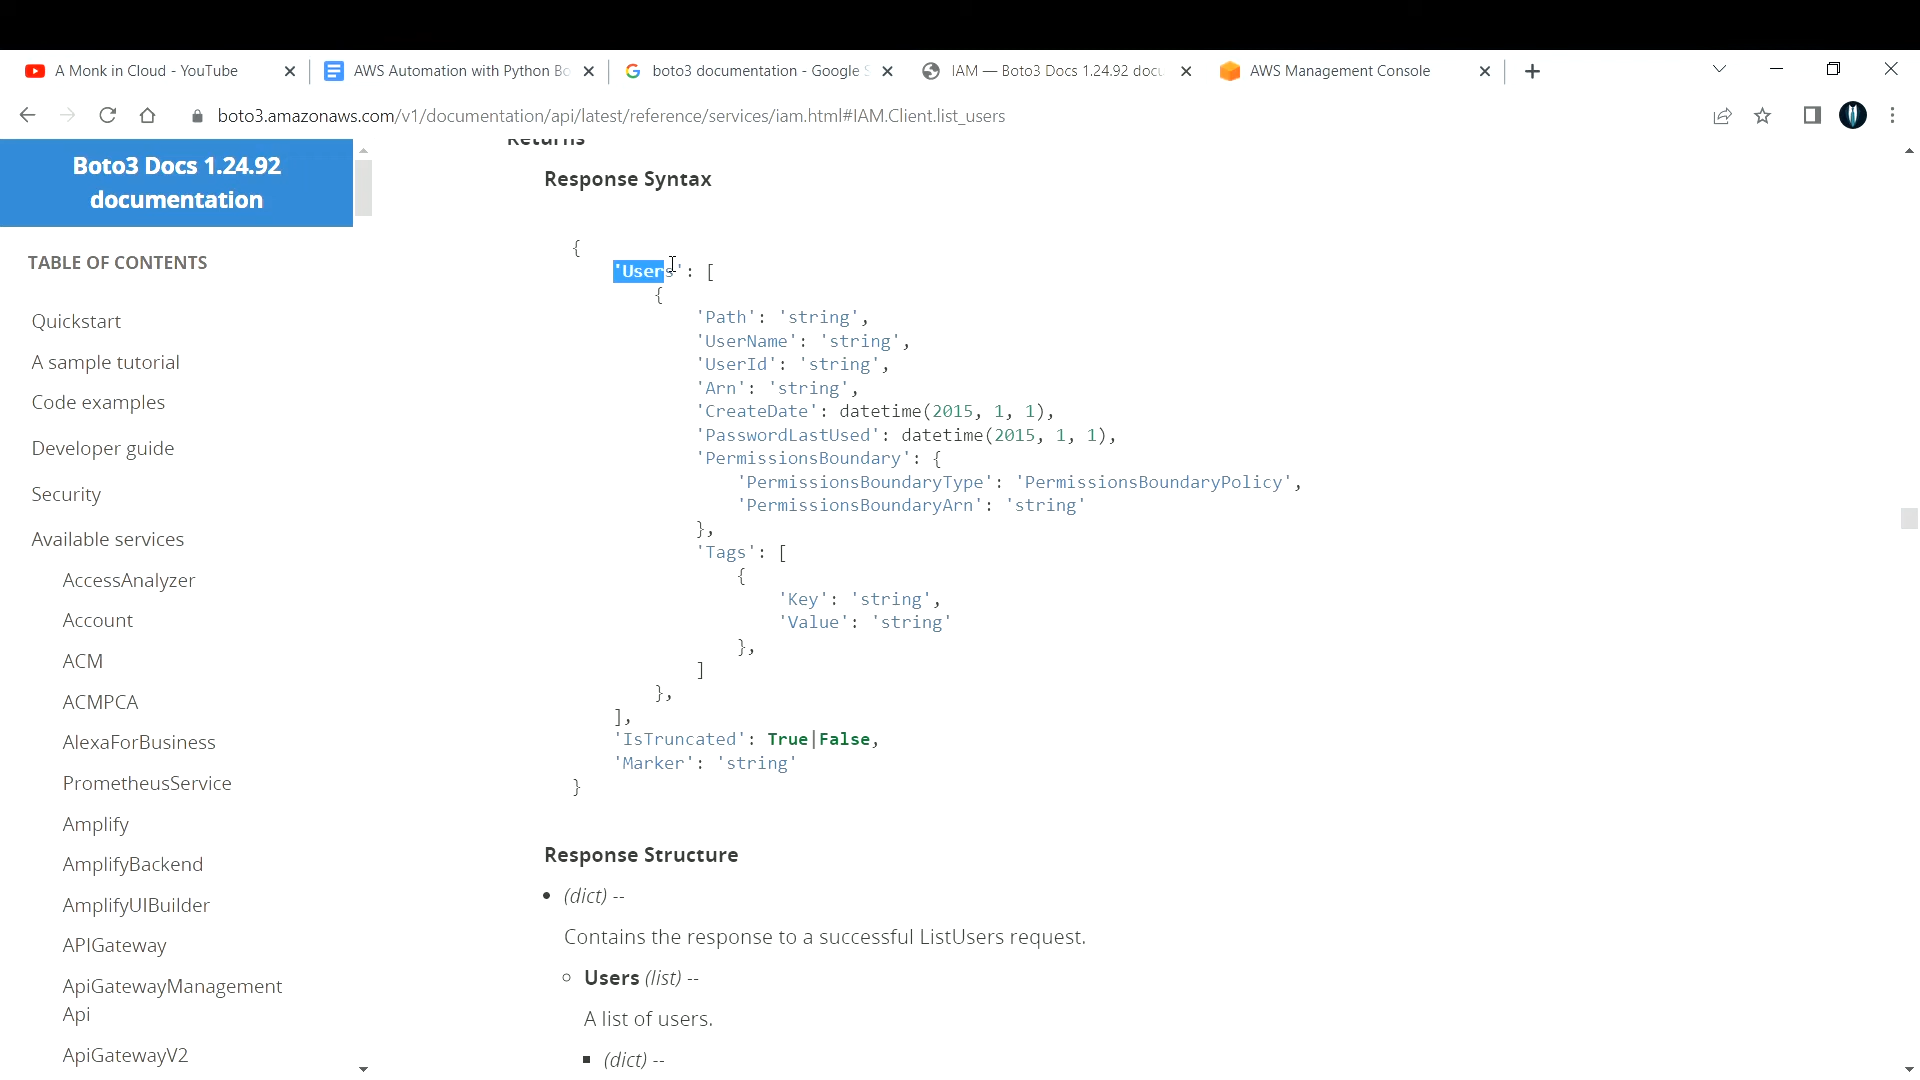 A Monk in Cloud - YouTube
AWS Automation with Python Bo
boto3 documentation - Google S
IAM — Boto3 Docs 1.24.92 docu
AWS Management Console
boto3.amazonaws.com/v1/documentation/api/latest/reference/services/iam.html#IAM.Client.list_users
Boto3 Docs 1.24.92
documentation
TABLE OF CONTENTS
Quickstart
A sample tutorial
Code examples
Developer guide
Security
Available services
AccessAnalyzer
Account
ACM
ACMPCA
AlexaForBusiness
PrometheusService
Amplify
AmplifyBackend
AmplifyUIBuilder
APIGateway
ApiGatewayManagement
Api
ApiGatewayV2
Returns
Response Syntax
{
'Users': [
{
'Path': 'string',
'UserName': 'string',
'UserId': 'string',
'Arn': 'string',
'CreateDate': datetime(2015, 1, 1),
'PasswordLastUsed': datetime(2015, 1, 1),
'PermissionsBoundary': {
'PermissionsBoundaryType': 'PermissionsBoundaryPolicy',
'PermissionsBoundaryArn': 'string'
},
'Tags': [
{
'Key': 'string',
'Value': 'string'
},
]
},
],
'IsTruncated': True|False,
'Marker': 'string'
}
Response Structure
(dict) --
Contains the response to a successful ListUsers request.
Users (list) --
A list of users.
(dict) --